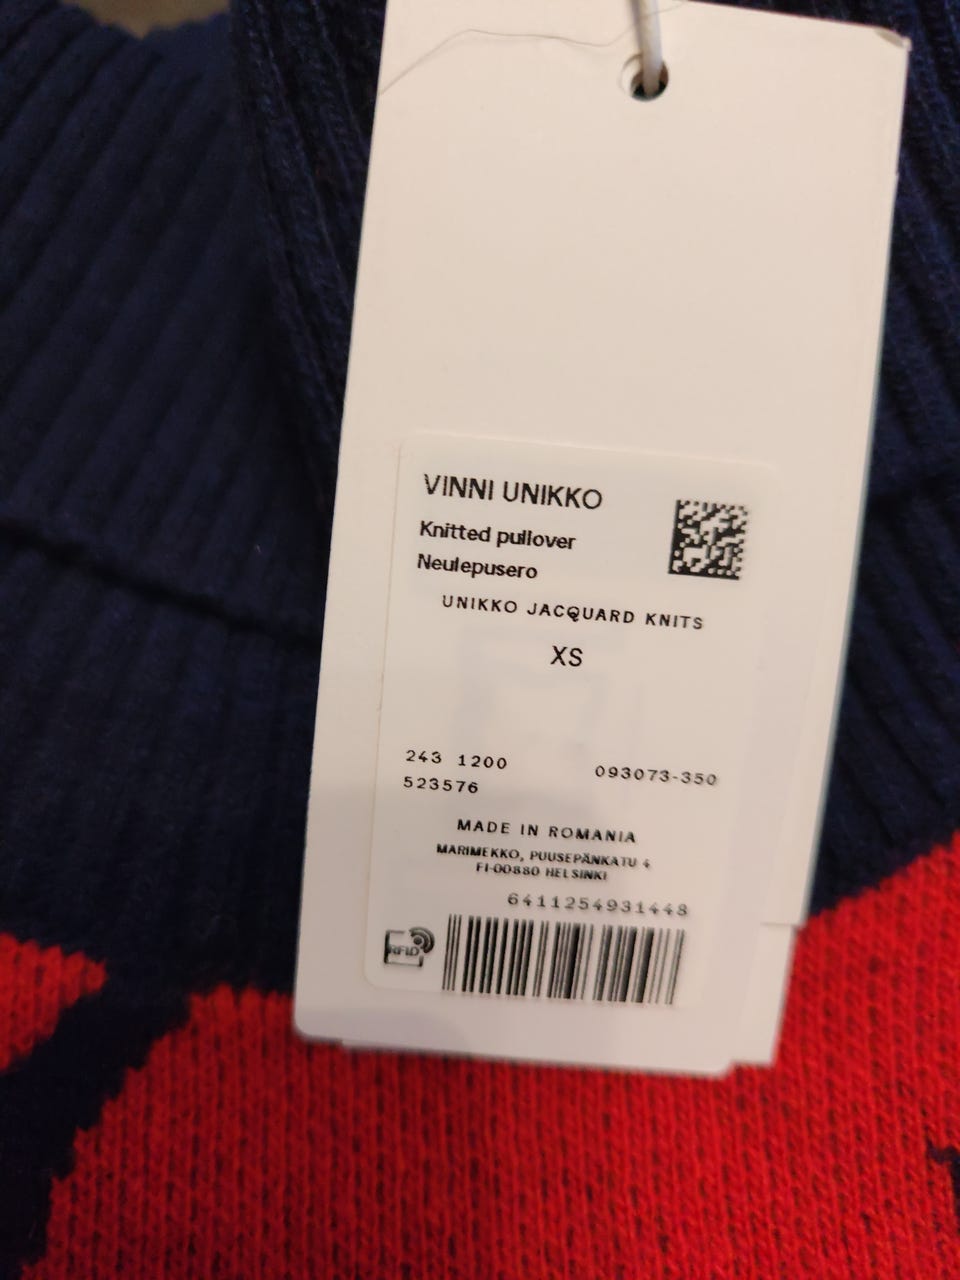 VINNI UNIKKO
Knitted pullover
Neulepusero
UNIKKO JACQUARD KNITS
XS
243 1200 093073-350
523576
MADE IN ROMANIA
MARIMEKKO, PUUSEPÄNKATU 4
FI-00880 HELSINKI
6411254931448
RFID